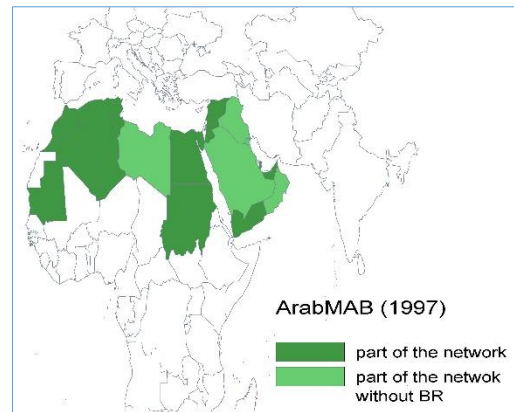 ArabMAB (1997)
part of the network
part of the netwok
without BR